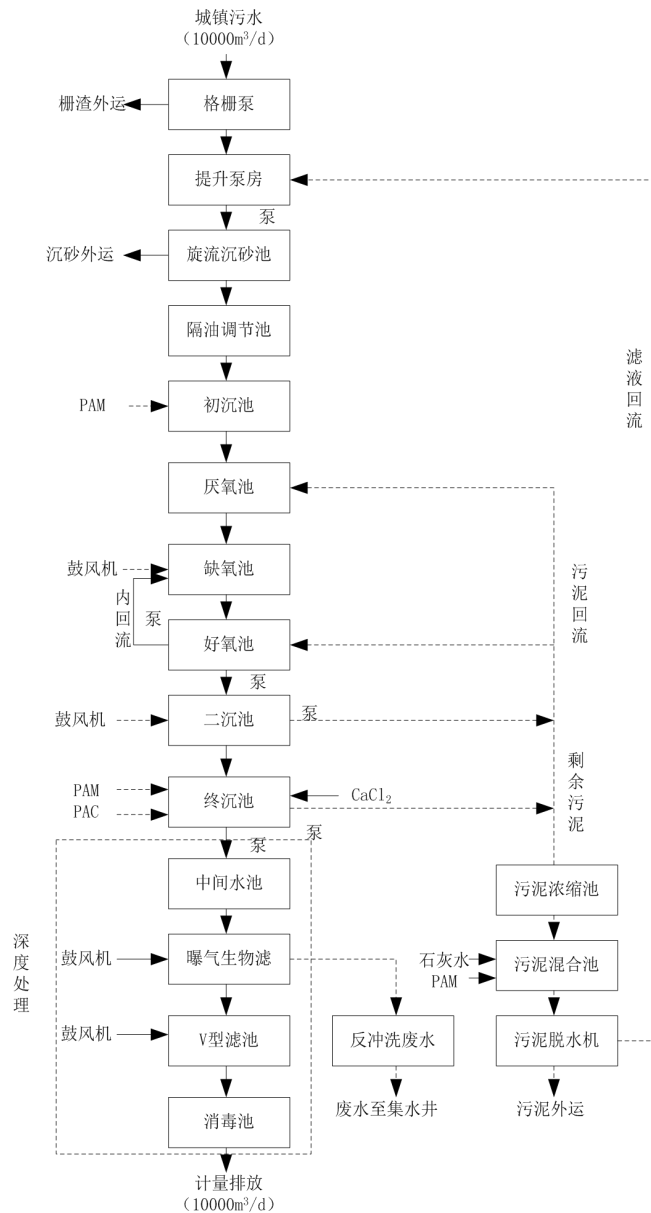 城镇污水
（10000m³/d）
栅渣外运
格栅泵
提升泵房
泵
沉砂外运
旋流沉砂池
隔油调节池
滤液回流
PAM
初沉池
厌氧池
鼓风机
缺氧池
污泥回流
内回流
泵
好氧池
泵
鼓风机
二沉池
泵
剩余污泥
PAM
PAC
终沉池
CaCl₂
泵
泵
中间水池
污泥浓缩池
深度处理
鼓风机
曝气生物滤
石灰水
PAM
污泥混合池
鼓风机
V型滤池
反冲洗废水
污泥脱水机
消毒池
废水至集水井
污泥外运
计量排放
（10000m³/d）